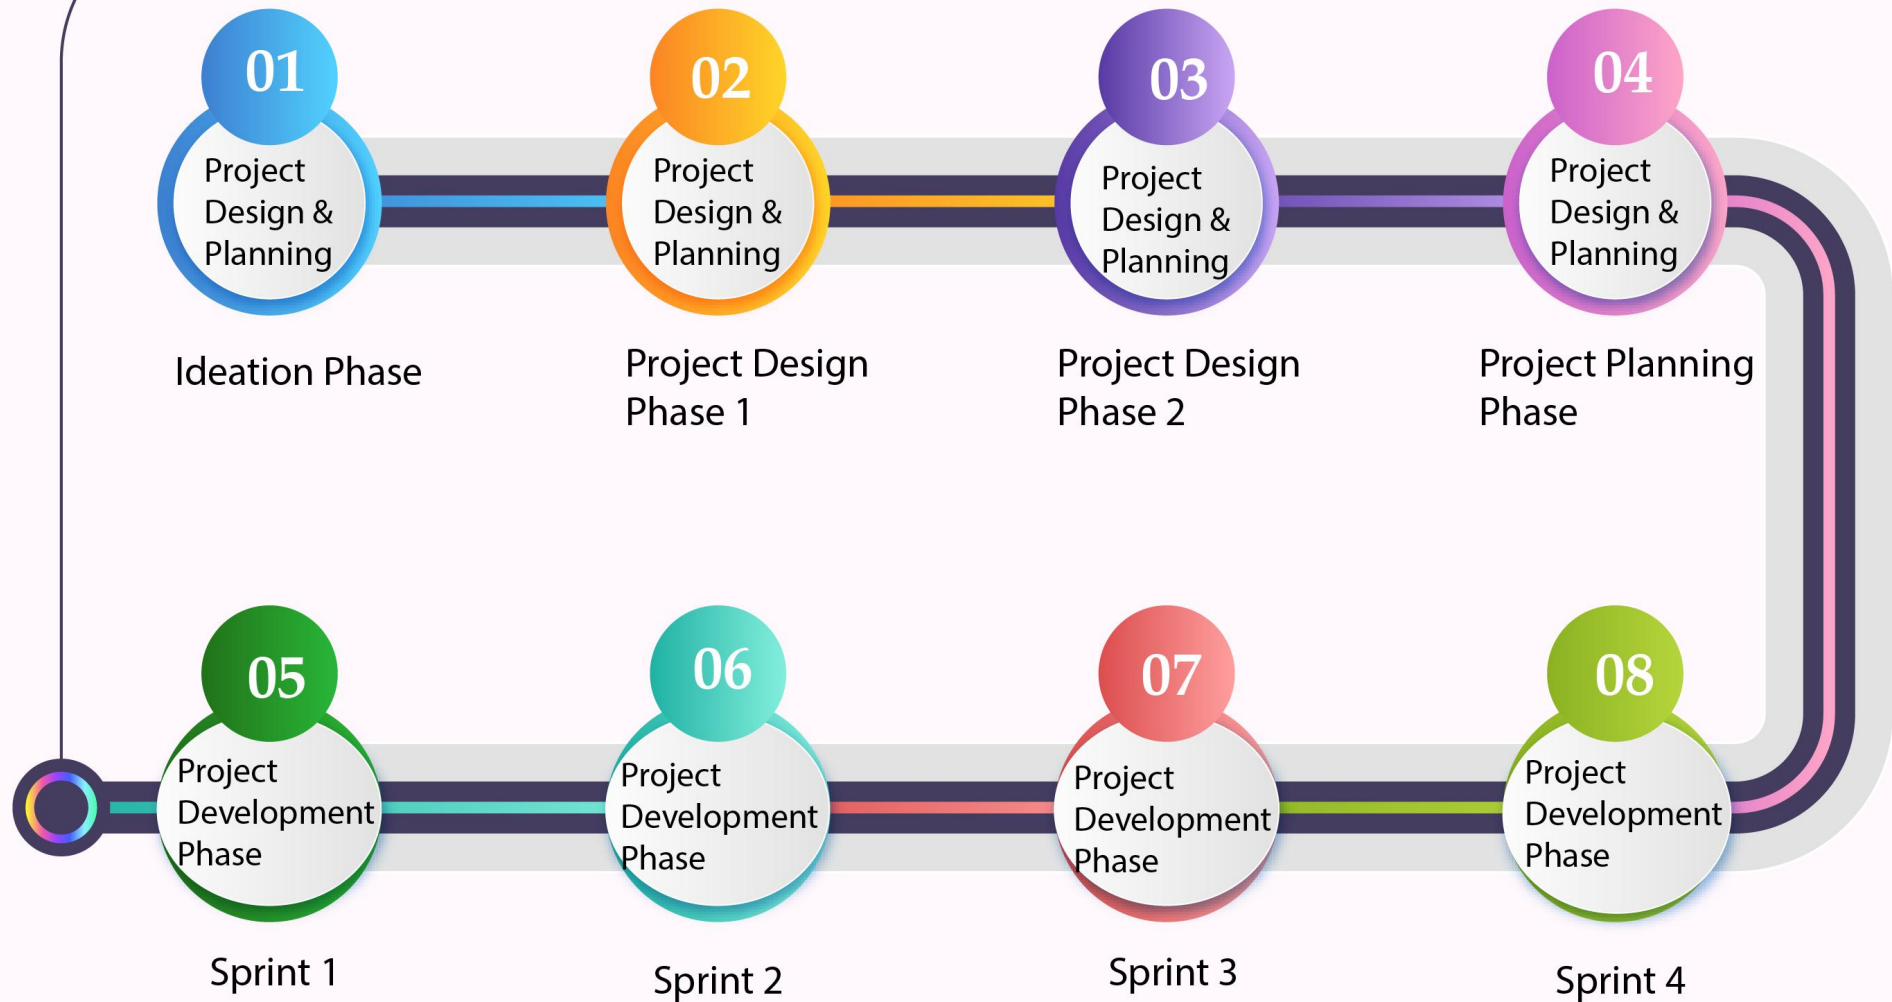 01
Project
Design &
Planning
Ideation Phase
02
Project
Design &
Planning
Project Design
Phase 1
03
Project
Design &
Planning
Project Design
Phase 2
04
Project
Design &
Planning
Project Planning
Phase
05
Project
Development
Phase
Sprint 1
06
Project
Development
Phase
Sprint 2
07
Project
Development
Phase
Sprint 3
08
Project
Development
Phase
Sprint 4